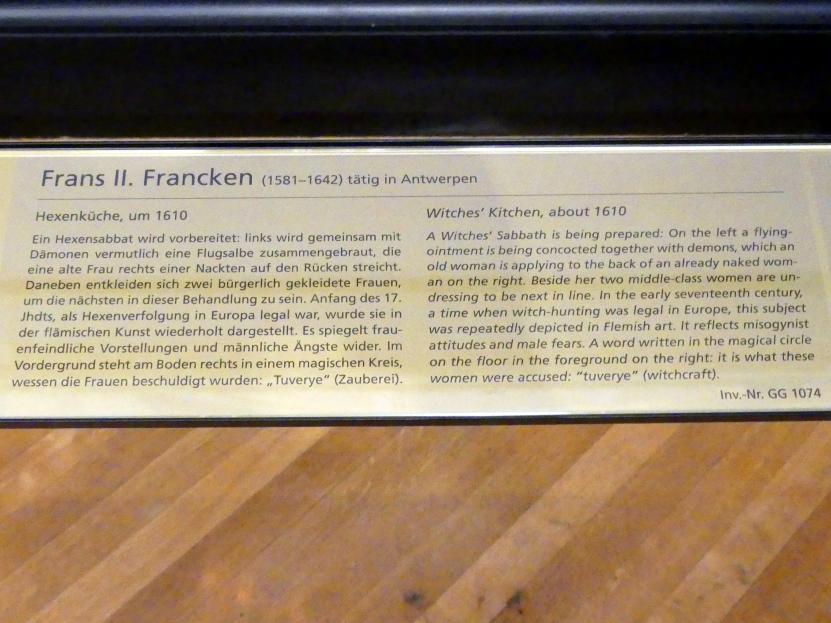 Frans II. Francken (1581–1642) tätig in Antwerpen
Hexenküche, um 1610
Ein Hexensabbat wird vorbereitet: links wird gemeinsam mit
Dämonen vermutlich eine Flugsalbe zusammengebraut, die
eine alte Frau rechts einer Nackten auf den Rücken streicht.
Daneben entkleiden sich zwei bürgerlich gekleidete Frauen,
um die nächsten in dieser Behandlung zu sein. Anfang des 17.
Jhdts, als Hexenverfolgung in Europa legal war, wurde sie in
der flämischen Kunst wiederholt dargestellt. Es spiegelt frau-
enfeindliche Vorstellungen und männliche Ängste wider. Im
Vordergrund steht am Boden rechts in einem magischen Kreis,
wessen die Frauen beschuldigt wurden: „Tuverye" (Zauberei).
Witches' Kitchen, about 1610
A Witches' Sabbath is being prepared: On the left a flying-
ointment is being concocted together with demons, which an
old woman is applying to the back of an already naked wom-
an on the right. Beside her two middle-class women are un-
dressing to be next in line. In the early seventeenth century,
a time when witch-hunting was legal in Europe, this subject
was repeatedly depicted in Flemish art. It reflects misogynist
attitudes and male fears. A word written in the magical circle
on the floor in the foreground on the right: it is what these
women were accused: "tuverye" (witchcraft).
Inv.-Nr. GG 1074